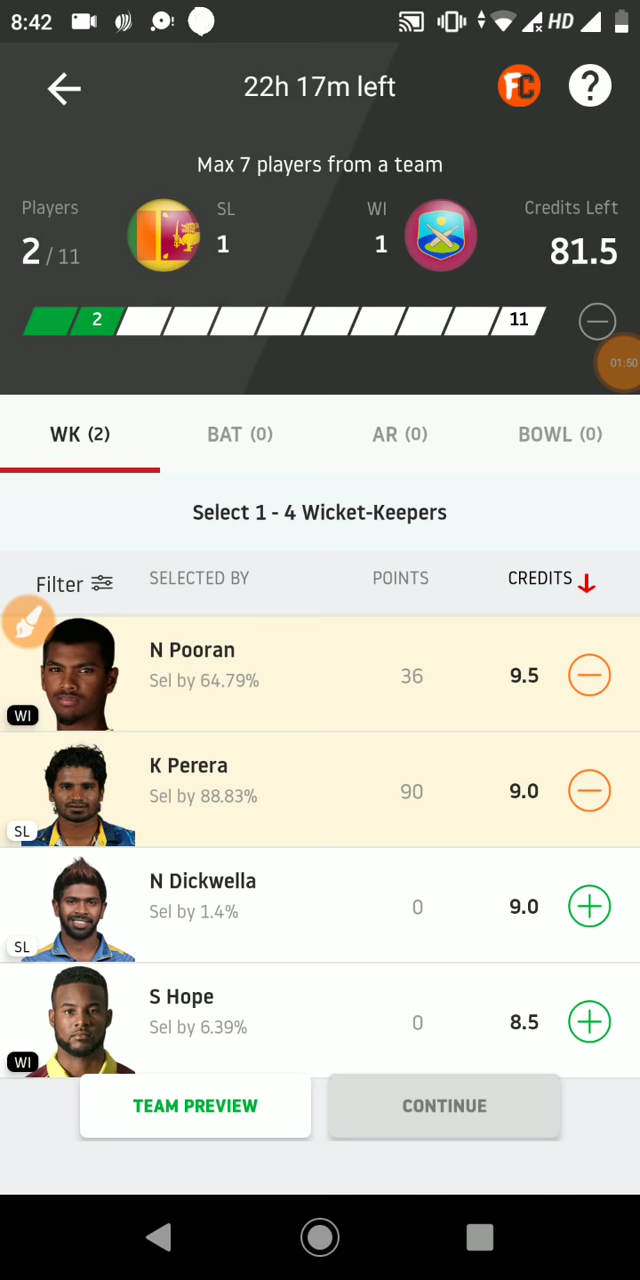 8:42 HD
22h 17m left FC ?
Max 7 players from a team
Players SL WI Credits Left
2 / 11 1 1 81.5
2 11
01:50
WK (2) BAT (0) AR (0) BOWL (0)
Select 1 - 4 Wicket-Keepers
Filter SELECTED BY POINTS CREDITS
N Pooran
Sel by 64.79% 36 9.5
WI
K Perera
Sel by 88.83% 90 9.0
SL
N Dickwella
Sel by 1.4% 0 9.0
SL
S Hope
Sel by 6.39% 0 8.5
WI
TEAM PREVIEW CONTINUE